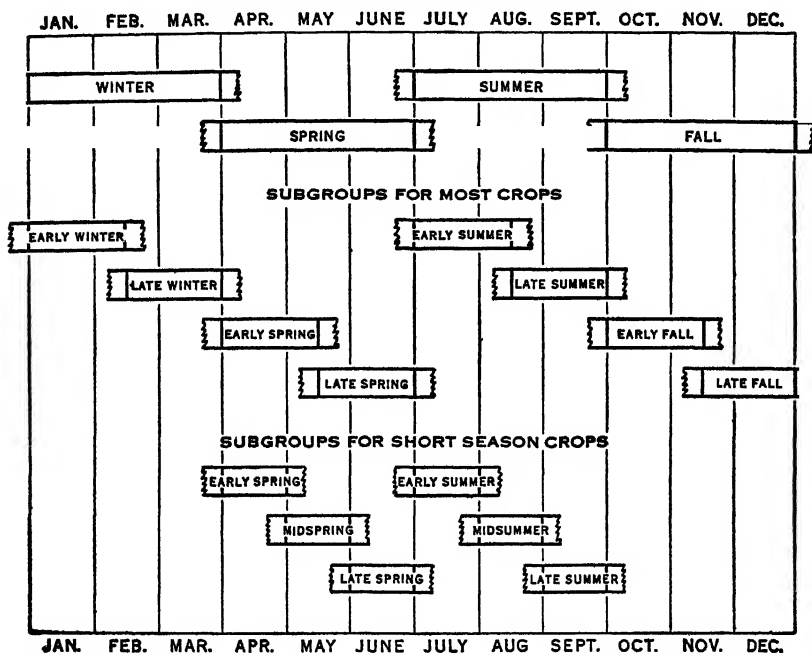 JAN. FEB. MAR. APR. MAY JUNE JULY AUG. SEPT. OCT. NOV. DEC.
WINTER SUMMER
SPRING FALL
SUBGROUPS FOR MOST CROPS
EARLY WINTER EARLY SUMMER
LATE WINTER LATE SUMMER
EARLY SPRING EARLY FALL
LATE SPRING LATE FALL
SUBGROUPS FOR SHORT SEASON CROPS
EARLY SPRING EARLY SUMMER
MIDSPRING MIDSUMMER
LATE SPRING LATE SUMMER
JAN. FEB. MAR. APR. MAY JUNE JULY AUG SEPT. OCT. NOV. DEC.